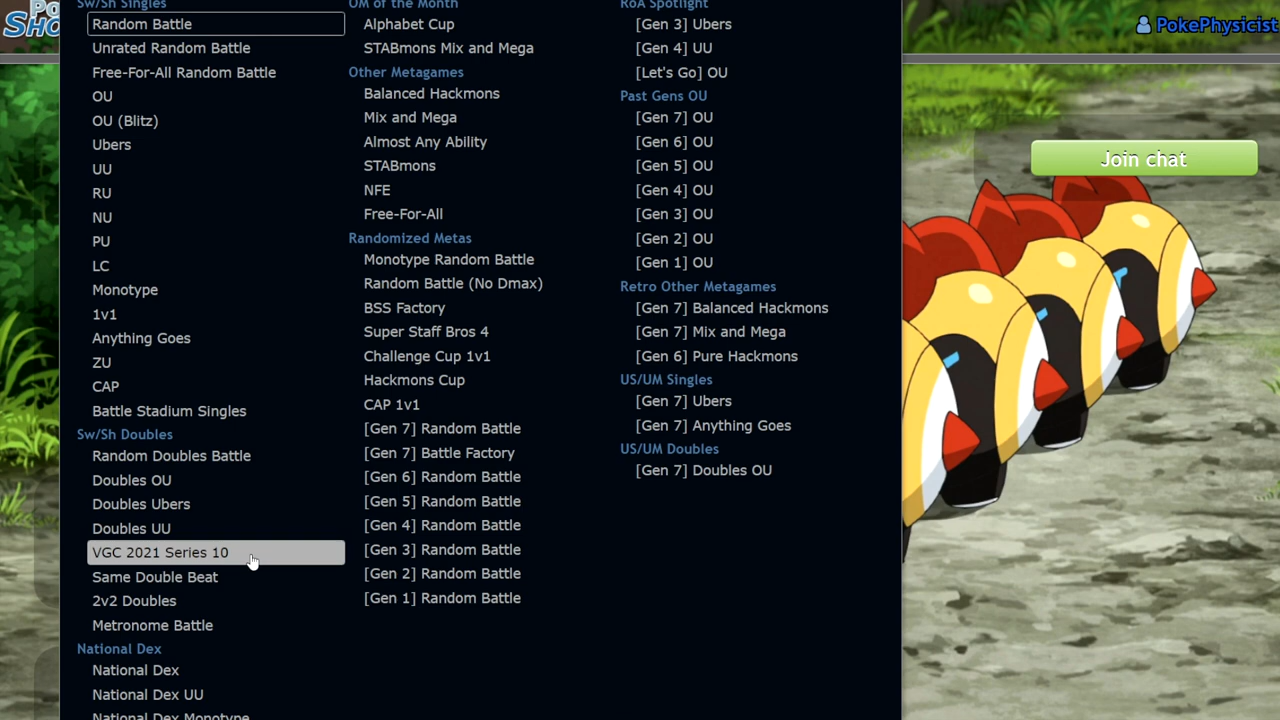 Po
Sho
PokePhysicist
Join chat
Sw/Sh Singles
Random Battle
Unrated Random Battle
Free-For-All Random Battle
OU
OU (Blitz)
Ubers
UU
RU
NU
PU
LC
Monotype
1v1
Anything Goes
ZU
CAP
Battle Stadium Singles
Sw/Sh Doubles
Random Doubles Battle
Doubles OU
Doubles Ubers
Doubles UU
VGC 2021 Series 10
Same Double Beat
2v2 Doubles
Metronome Battle
National Dex
National Dex
National Dex UU
National Dex Monotype
OM of the Month
Alphabet Cup
STABmons Mix and Mega
Other Metagames
Balanced Hackmons
Mix and Mega
Almost Any Ability
STABmons
NFE
Free-For-All
Randomized Metas
Monotype Random Battle
Random Battle (No Dmax)
BSS Factory
Super Staff Bros 4
Challenge Cup 1v1
Hackmons Cup
CAP 1v1
[Gen 7] Random Battle
[Gen 7] Battle Factory
[Gen 6] Random Battle
[Gen 5] Random Battle
[Gen 4] Random Battle
[Gen 3] Random Battle
[Gen 2] Random Battle
[Gen 1] Random Battle
RoA Spotlight
[Gen 3] Ubers
[Gen 4] UU
[Let's Go] OU
Past Gens OU
[Gen 7] OU
[Gen 6] OU
[Gen 5] OU
[Gen 4] OU
[Gen 3] OU
[Gen 2] OU
[Gen 1] OU
Retro Other Metagames
[Gen 7] Balanced Hackmons
[Gen 7] Mix and Mega
[Gen 6] Pure Hackmons
US/UM Singles
[Gen 7] Ubers
[Gen 7] Anything Goes
US/UM Doubles
[Gen 7] Doubles OU